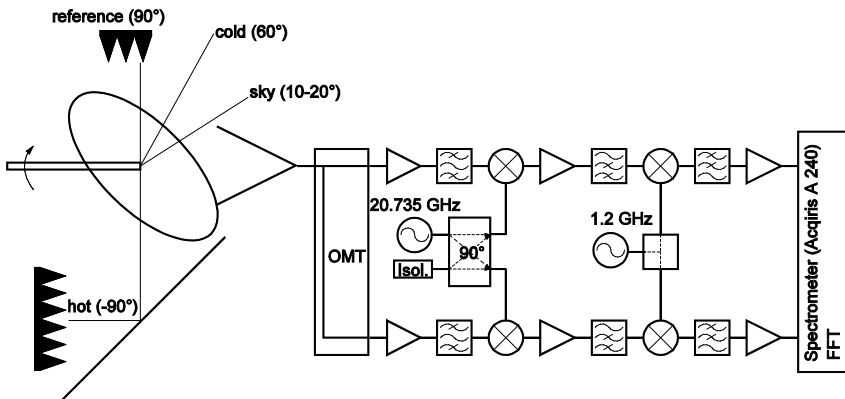 reference (90°)
cold (60°)
sky (10-20°)
hot (-90°)
OMT
20.735 GHz
Isol.
90°
1.2 GHz
Spectrometer (Acqiris A 240)
FFT